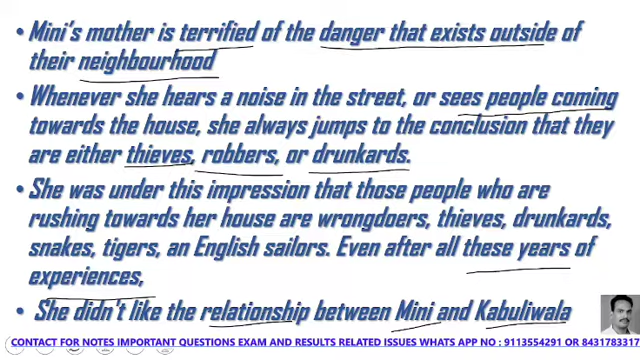 • Mini's mother is terrified of the danger that exists outside of
their neighbourhood
• Whenever she hears a noise in the street, or sees people coming
towards the house, she always jumps to the conclusion that they
are either thieves, robbers, or drunkards.
• She was under this impression that those people who are
rushing towards her house are wrongdoers, thieves, drunkards,
snakes, tigers, an English sailors. Even after all these years of
experiences,
• She didn't like the relationship between Mini and Kabuliwala
CONTACT FOR NOTES IMPORTANT QUESTIONS EXAM AND RESULTS RELATED ISSUES WHATS APP NO : 9113554291 OR 8431783317